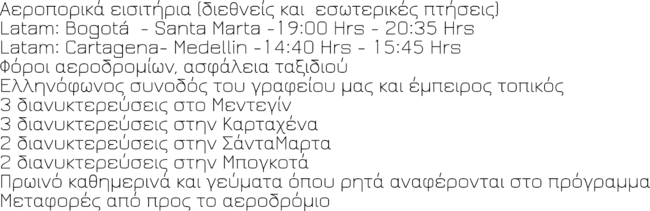 Αεροπορικά εισιτήρια (διεθνείς και εσωτερικές πτήσεις)
Latam: Bogotá - Santa Marta -19:00 Hrs - 20:35 Hrs
Latam: Cartagena- Medellin -14:40 Hrs - 15:45 Hrs
Φόροι αεροδρομίων, ασφάλεια ταξιδιού
Ελληνόφωνος συνοδός του γραφείου μας και έμπειρος τοπικός
3 διανυκτερεύσεις στο Μεντεγίν
3 διανυκτερεύσεις στην Καρταχένα
2 διανυκτερεύσεις στην ΣάνταΜαρτα
2 διανυκτερεύσεις στην Μπογκοτά
Πρωινό καθημερινά και γεύματα όπου ρητά αναφέρονται στο πρόγραμμα
Μεταφορές από προς το αεροδρόμιο